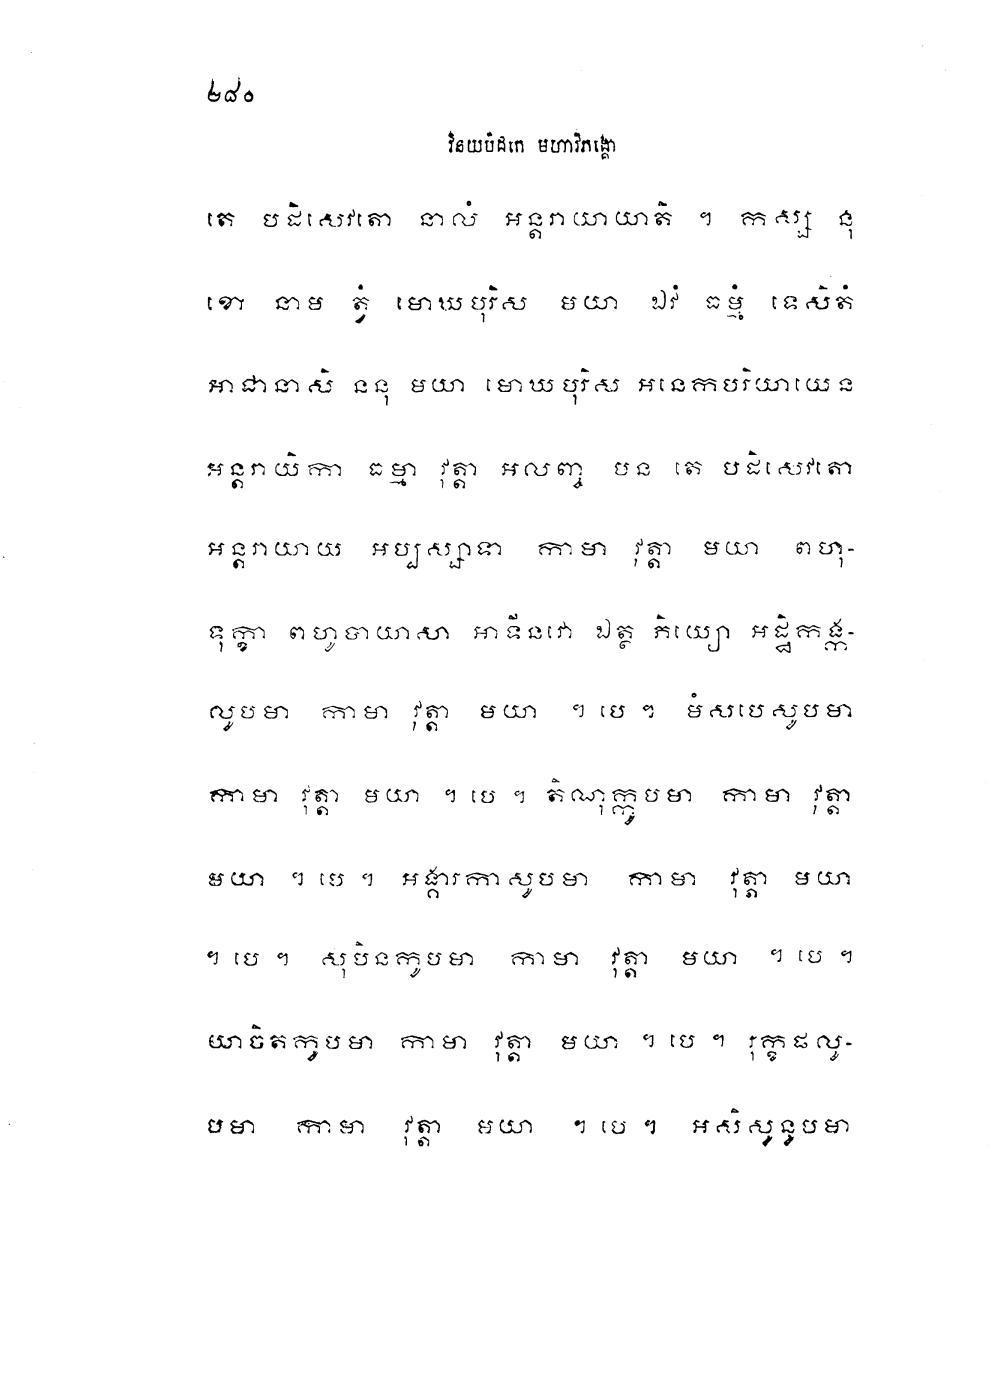 ២៨០
វិនយបិដកេ មហាវិភង្គោ
តេ បដិសេវតោ នាលំ អន្តរាយាយាតិ ។ កស្ស នុ
ខោ នាម ត្វំ មោឃបុរិស មយា ឯវំ ធម្មំ ទេសិតំ
អាជានាសិ ននុ មយា មោឃបុរិស អនេកបរិយាយេន
អន្តរាយិកា ធម្មា វុត្តា អលញ្ច បន តេ បដិសេវតោ
អន្តរាយាយ អប្បស្សាទា កាមា វុត្តា មយា ពហុ-
ទុក្ខា ពហូបាយាសា អាទីនវោ ឯត្ថ ភិយ្យោ អដ្ឋិកង្ក-
លូបមា កាមា វុត្តា មយា ។ បេ ។ មំសបេសូបមា
កាមា វុត្តា មយា ។ បេ ។ តិណុក្កូបមា កាមា វុត្តា
មយា ។ បេ ។ អង្គារកាសូបមា កាមា វុត្តា មយា
។ បេ ។ សុបិនកូបមា កាមា វុត្តា មយា ។ បេ ។
យាចិតកូបមា កាមា វុត្តា មយា ។ បេ ។ រុក្ខផលូ-
បមា កាមា វុត្តា មយា ។ បេ ។ អសិសូនូបមា